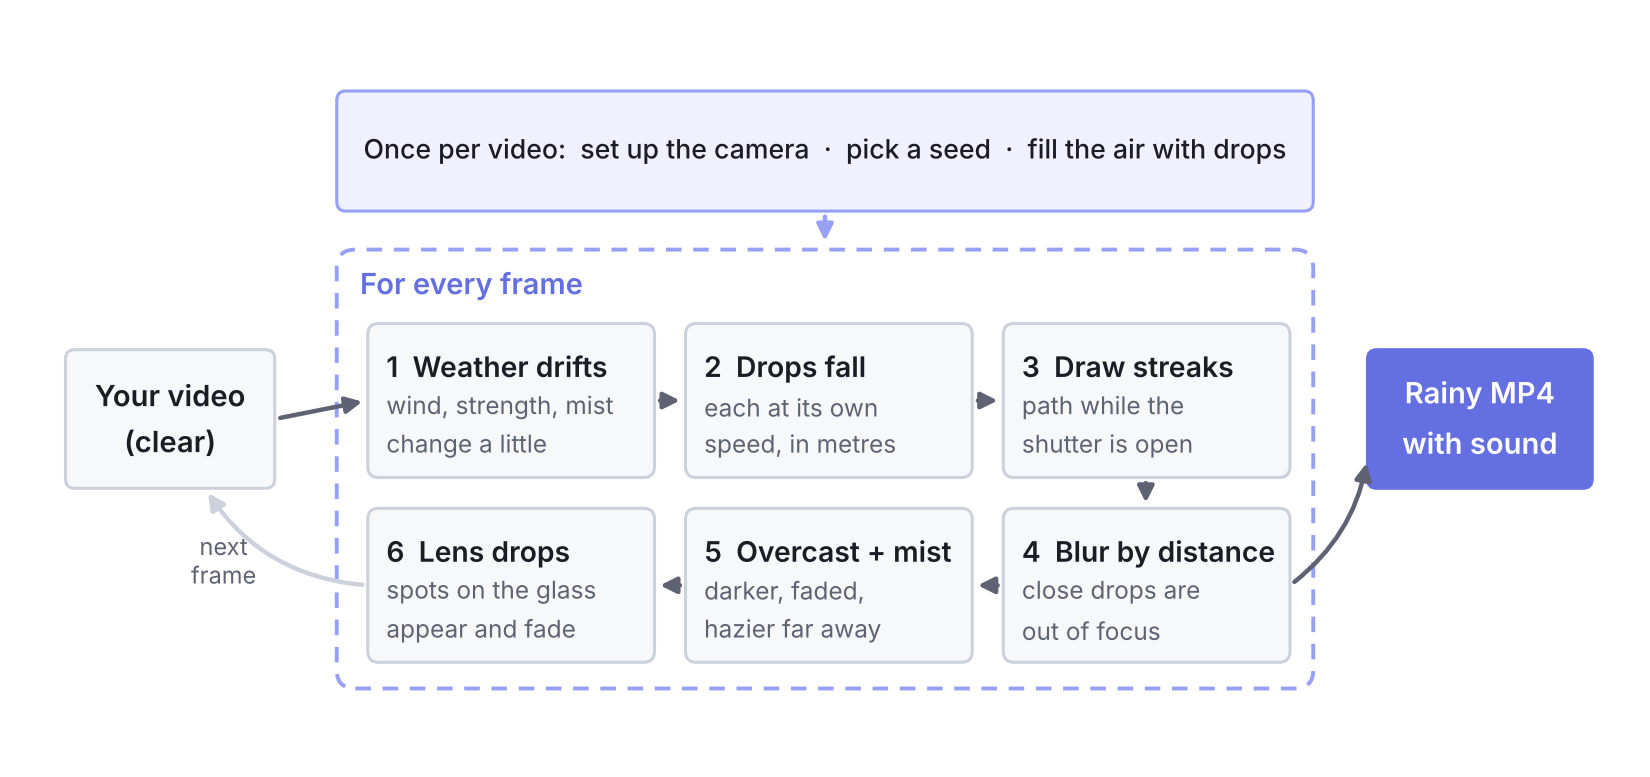 Once per video: set up the camera · pick a seed · fill the air with drops
For every frame
Your video
(clear)
1 Weather drifts
wind, strength, mist
change a little
2 Drops fall
each at its own
speed, in metres
3 Draw streaks
path while the
shutter is open
4 Blur by distance
close drops are
out of focus
5 Overcast + mist
darker, faded,
hazier far away
6 Lens drops
spots on the glass
appear and fade
next
frame
Rainy MP4
with sound